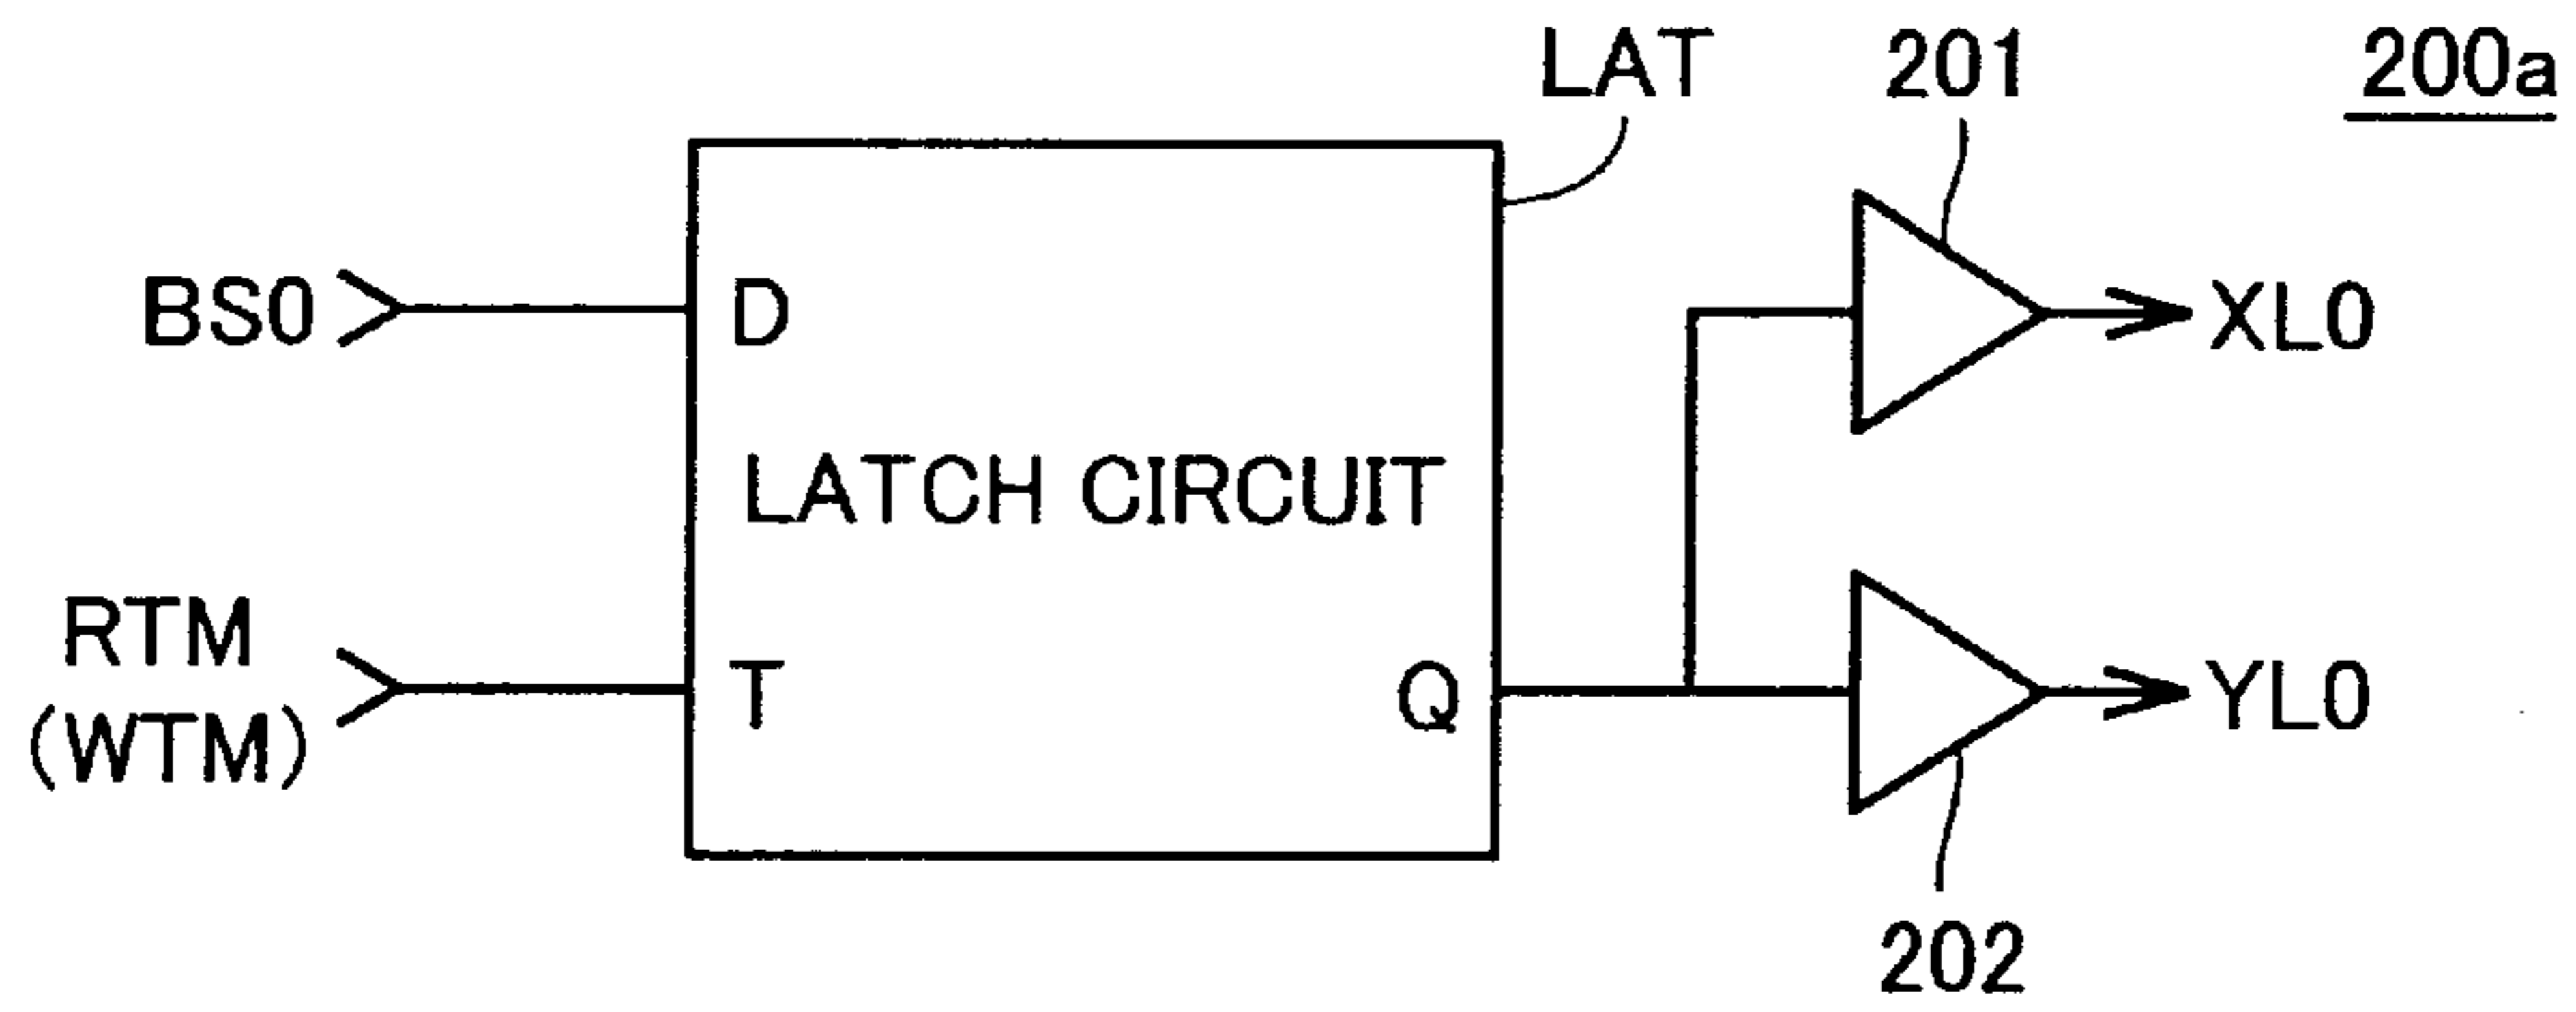 LAT
201
200a
BS0
D
XL0
LATCH CIRCUIT
RTM
(WTM)
T
Q
YL0
202